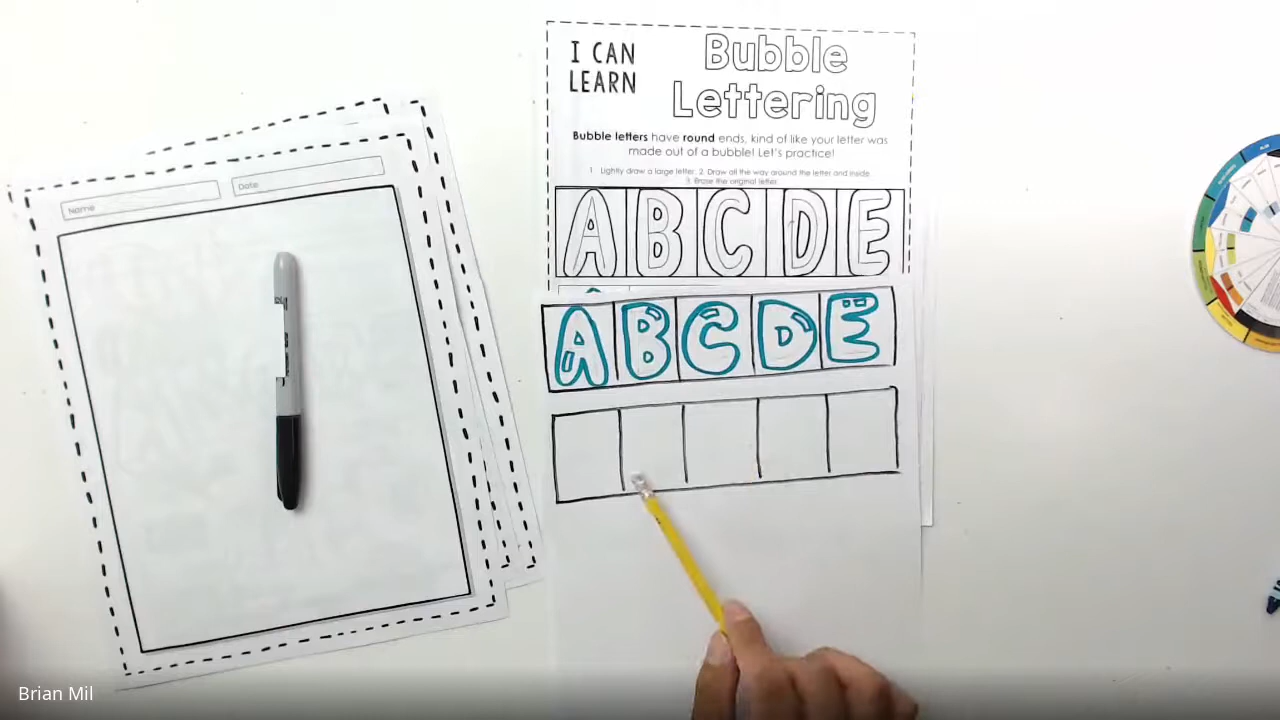 I CAN
LEARN
Bubble
Lettering
Bubble letters have round ends, kind of like your letter was
made out of a bubble! Let's practice!
1. Lightly draw a large letter. 2. Draw all the way around the letter and inside.
3. Erase the original letter.
A B C D E
A B C D E
Name
Date
Brian Mil